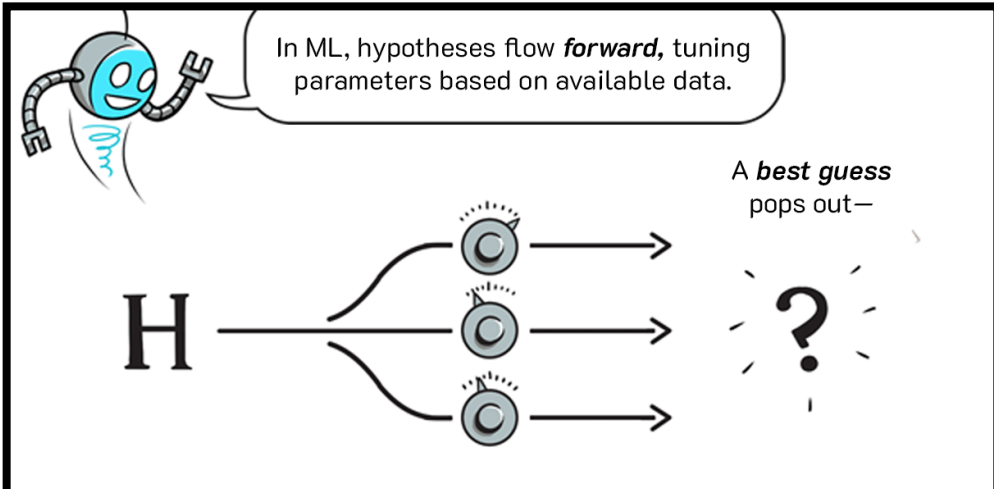 In ML, hypotheses flow forward, tuning
parameters based on available data.
A best guess
pops out—
H
?